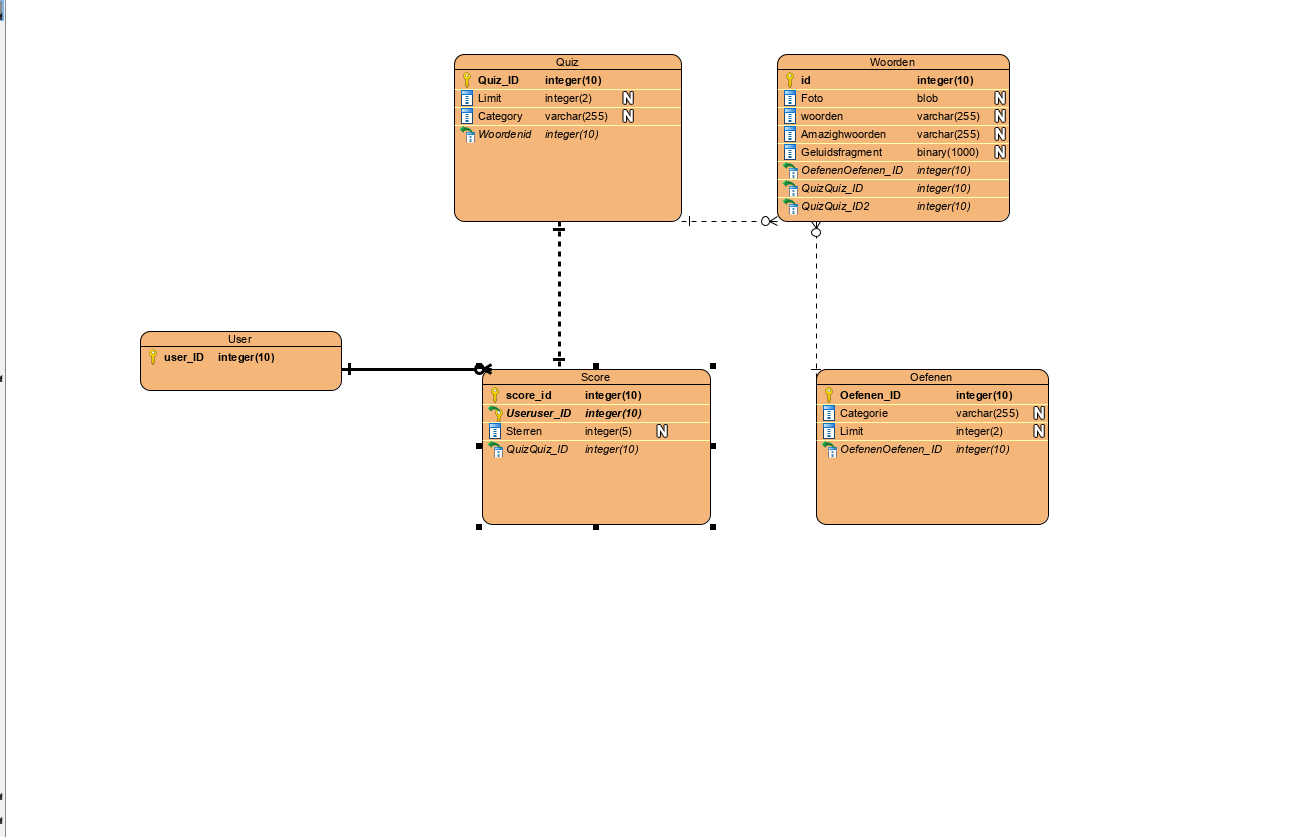 Quiz
Quiz_ID integer(10)
Limit integer(2) N
Category varchar(255) N
Woordenid integer(10)
Woorden
id integer(10)
Foto blob N
woorden varchar(255) N
Amazighwoorden varchar(255) N
Geluidsfragment binary(1000) N
OefenenOefenen_ID integer(10)
QuizQuiz_ID integer(10)
QuizQuiz_ID2 integer(10)
User
user_ID integer(10)
Score
score_id integer(10)
Useruser_ID integer(10)
Sterren integer(5) N
QuizQuiz_ID integer(10)
Oefenen
Oefenen_ID integer(10)
Categorie varchar(255) N
Limit integer(2) N
OefenenOefenen_ID integer(10)